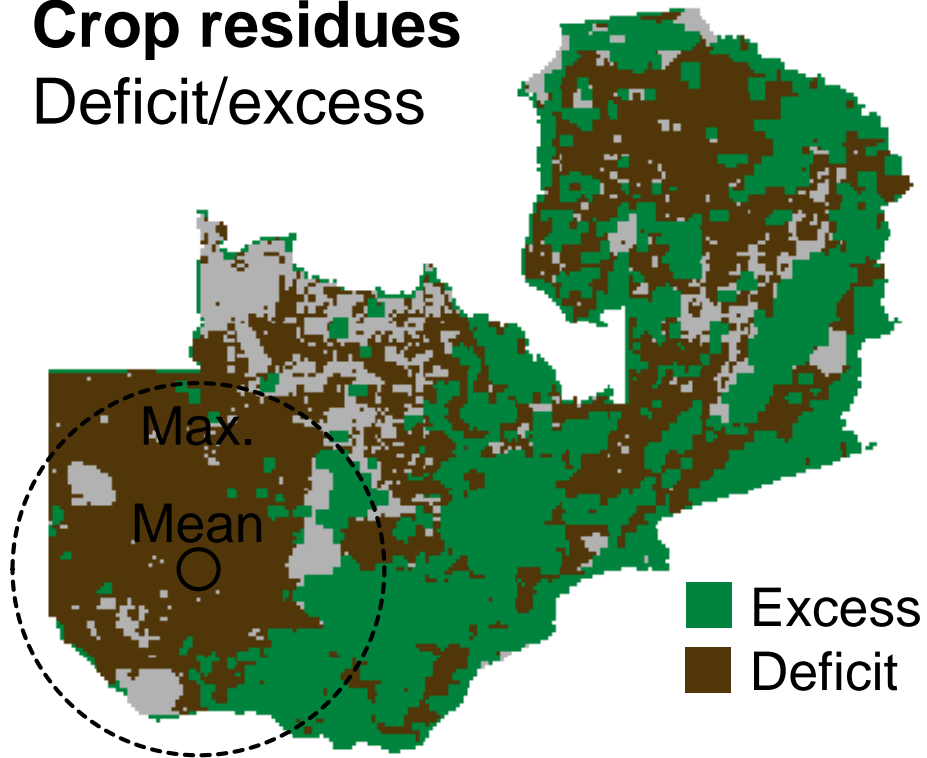 Crop residues
Deficit/excess
Max.
Mean
Excess
Deficit